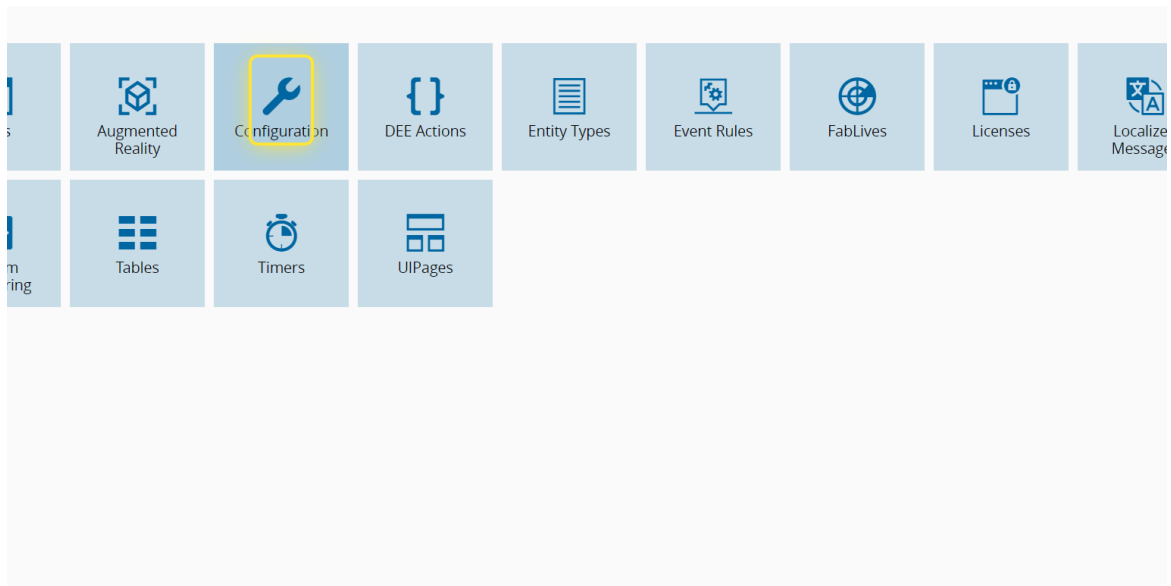 Augmented
Reality
Configuration
DEE Actions
Entity Types
Event Rules
FabLives
Licenses
Tables
Timers
UIPages